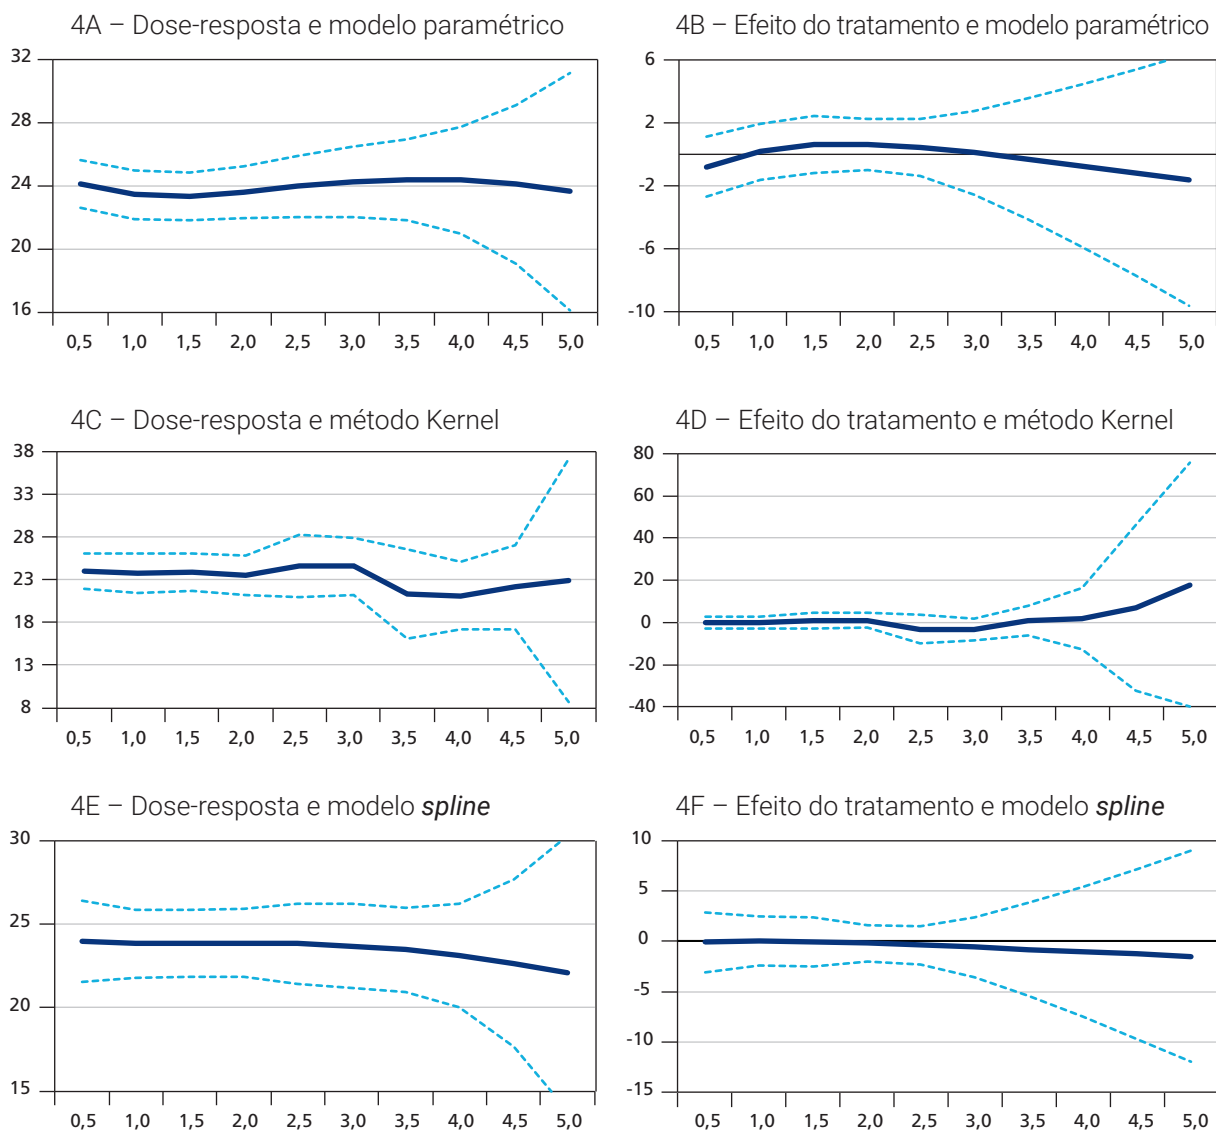 4A – Dose-resposta e modelo paramétrico
32
28
24
20
16
0,5 1,0 1,5 2,0 2,5 3,0 3,5 4,0 4,5 5,0
4B – Efeito do tratamento e modelo paramétrico
6
2
-2
-6
-10
0,5 1,0 1,5 2,0 2,5 3,0 3,5 4,0 4,5 5,0
4C – Dose-resposta e método Kernel
38
33
28
23
18
13
8
0,5 1,0 1,5 2,0 2,5 3,0 3,5 4,0 4,5 5,0
4D – Efeito do tratamento e método Kernel
80
60
40
20
0
-20
-40
0,5 1,0 1,5 2,0 2,5 3,0 3,5 4,0 4,5 5,0
4E – Dose-resposta e modelo spline
30
25
20
15
0,5 1,0 1,5 2,0 2,5 3,0 3,5 4,0 4,5 5,0
4F – Efeito do tratamento e modelo spline
10
5
0
-5
-10
-15
0,5 1,0 1,5 2,0 2,5 3,0 3,5 4,0 4,5 5,0